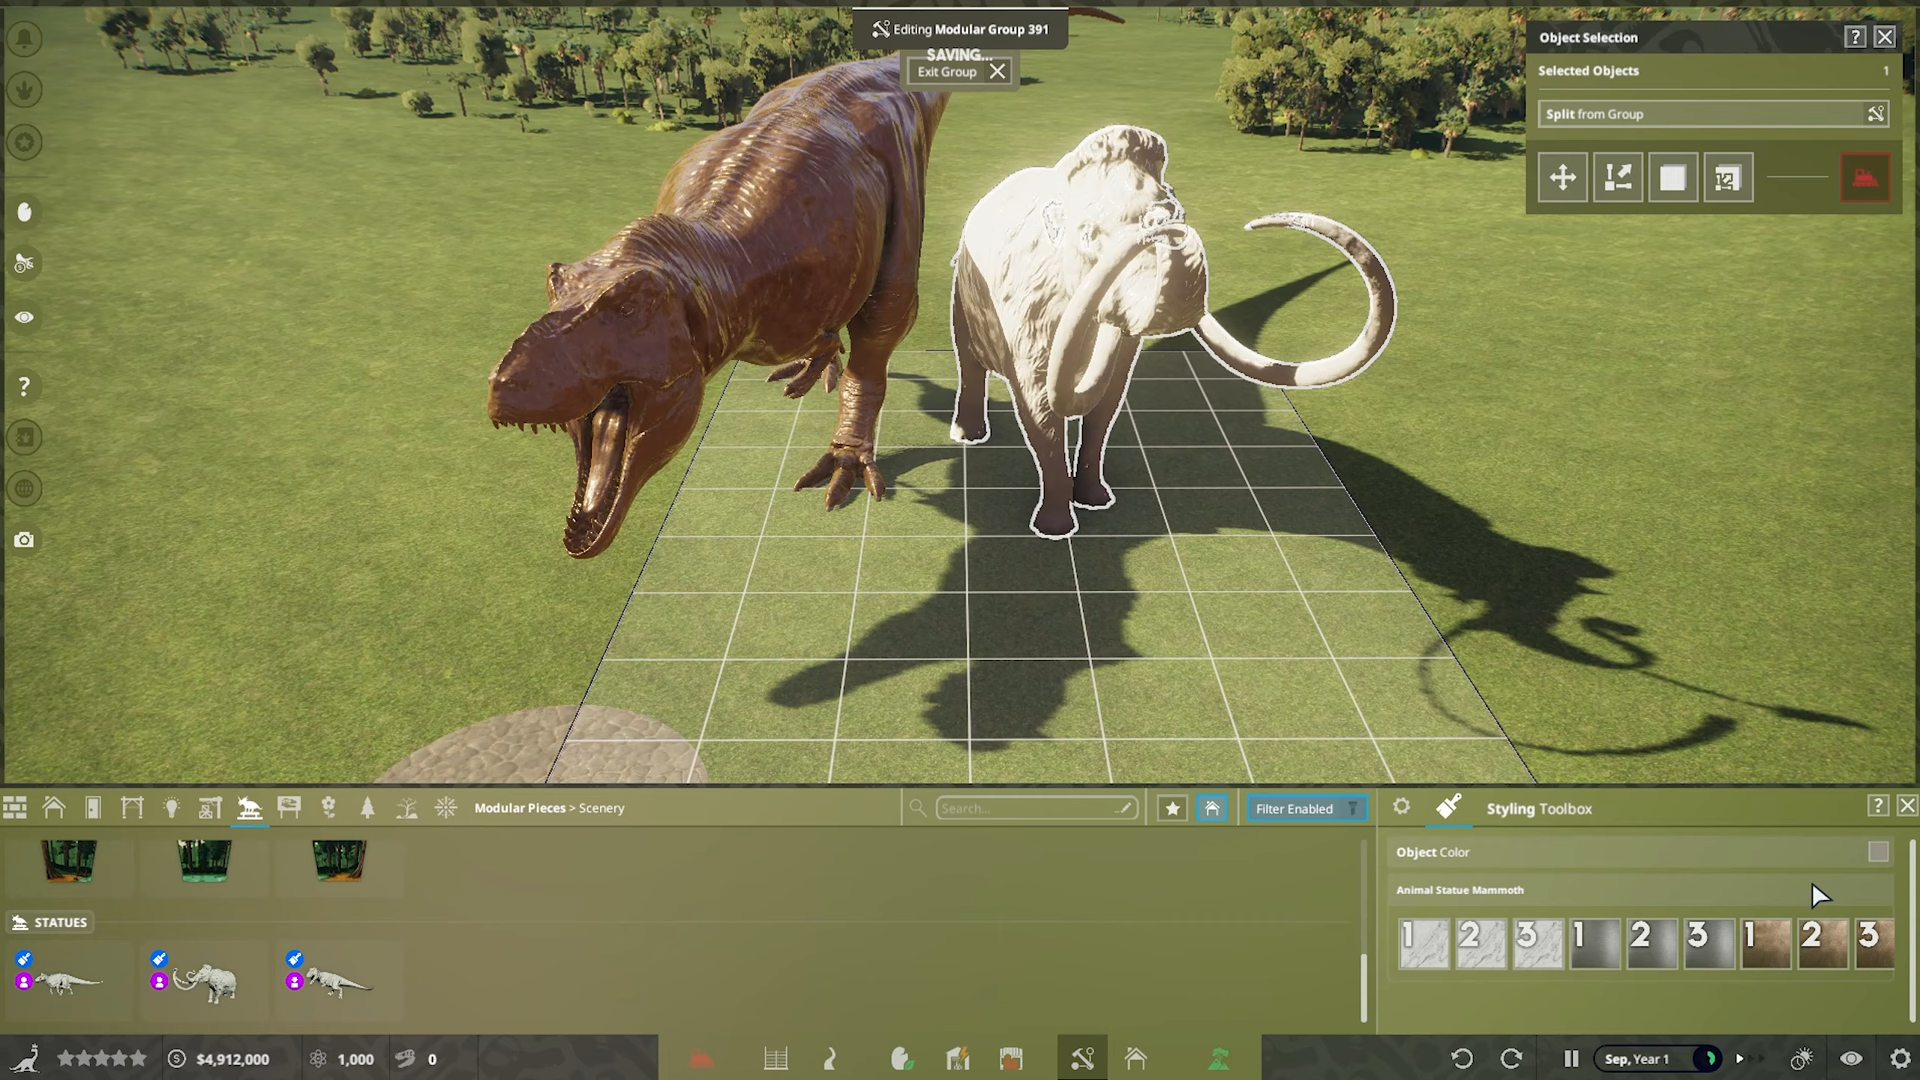 Editing Modular Group 391
SAVING...
Exit Group
Object Selection
?
Selected Objects 1
Split from Group
?
Modular Pieces > Scenery
Search...
Filter Enabled
Styling Toolbox
?
Object Color
Animal Statue Mammoth
1 2 3 1 2 3 1 2 3
STATUES
$4,912,000
1,000
0
Sep, Year 1